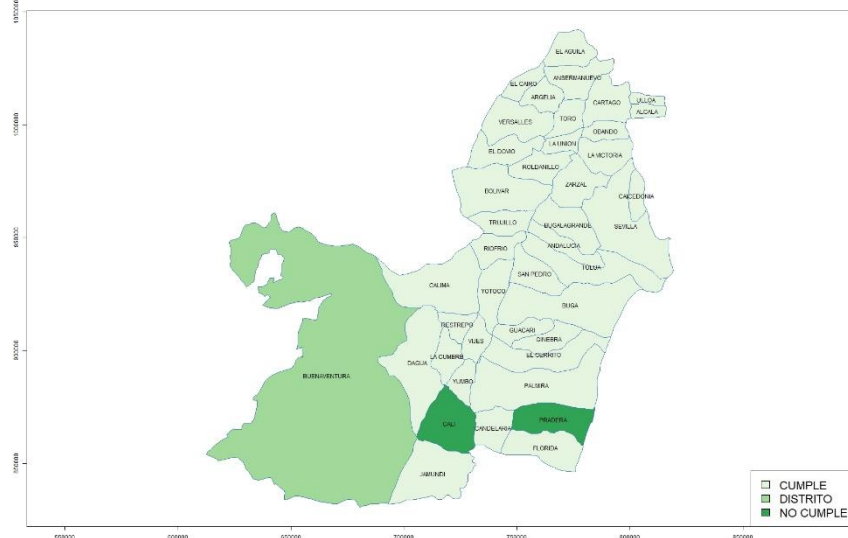 EL AGUILA
ANSERMANUEVO
EL CAIRO
ARGELIA
CARTAGO
ULLOA
ALCALA
VERSALLES
TORO
OBANDO
LA UNION
EL DOVIO
LA VICTORIA
ROLDANILLO
ZARZAL
BOLIVAR
CAICEDONIA
TRUJILLO
BUGALAGRANDE
SEVILLA
RIOFRIO
ANDALUCIA
TULUA
SAN PEDRO
CALIMA
YOTOCO
BUGA
RESTREPO
GUACARI
GINEBRA
VIJES
LA CUMBRE
EL CERRITO
DAGUA
BUENAVENTURA
YUMBO
PALMIRA
CALI
CANDELARIA
PRADERA
FLORIDA
JAMUNDI
CUMPLE
DISTRITO
NO CUMPLE